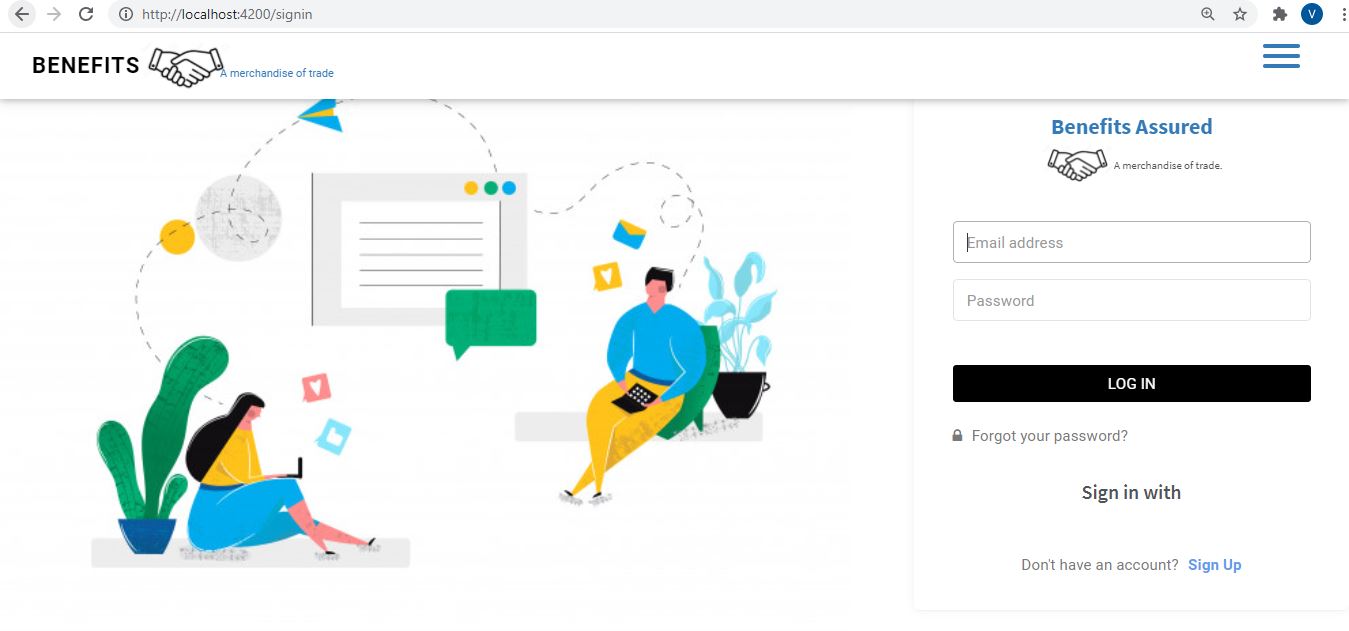 http://localhost:4200/signin
V
BENEFITS
A merchandise of trade
Benefits Assured
A merchandise of trade.
Email address
Password
LOG IN
Forgot your password?
Sign in with
Don't have an account? Sign Up